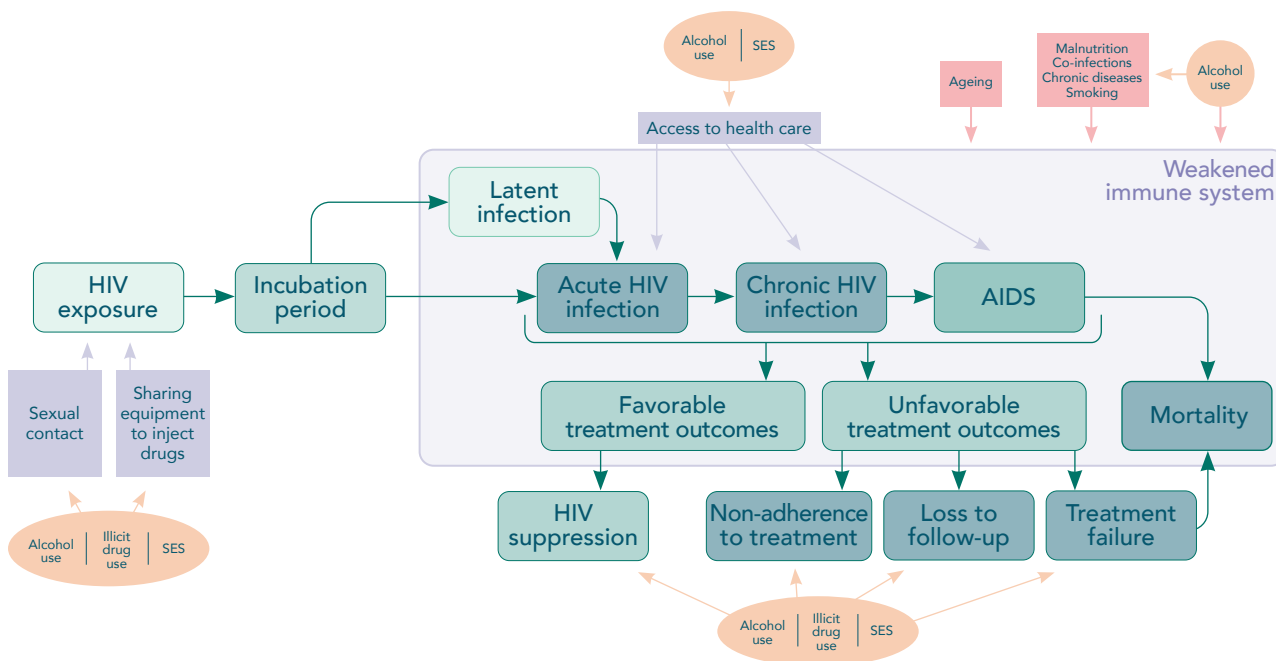 Alcohol
use
SES
Ageing
Malnutrition
Co-infections
Chronic diseases
Smoking
Alcohol
use
Access to health care
Weakened
immune system
Latent
infection
HIV
exposure
Incubation
period
Acute HIV
infection
Chronic HIV
infection
AIDS
Sexual
contact
Sharing
equipment
to inject
drugs
Favorable
treatment outcomes
Unfavorable
treatment outcomes
Mortality
HIV
suppression
Non-adherence
to treatment
Loss to
follow-up
Treatment
failure
Alcohol
use
Illicit
drug
use
SES
Alcohol
use
Illicit
drug
use
SES